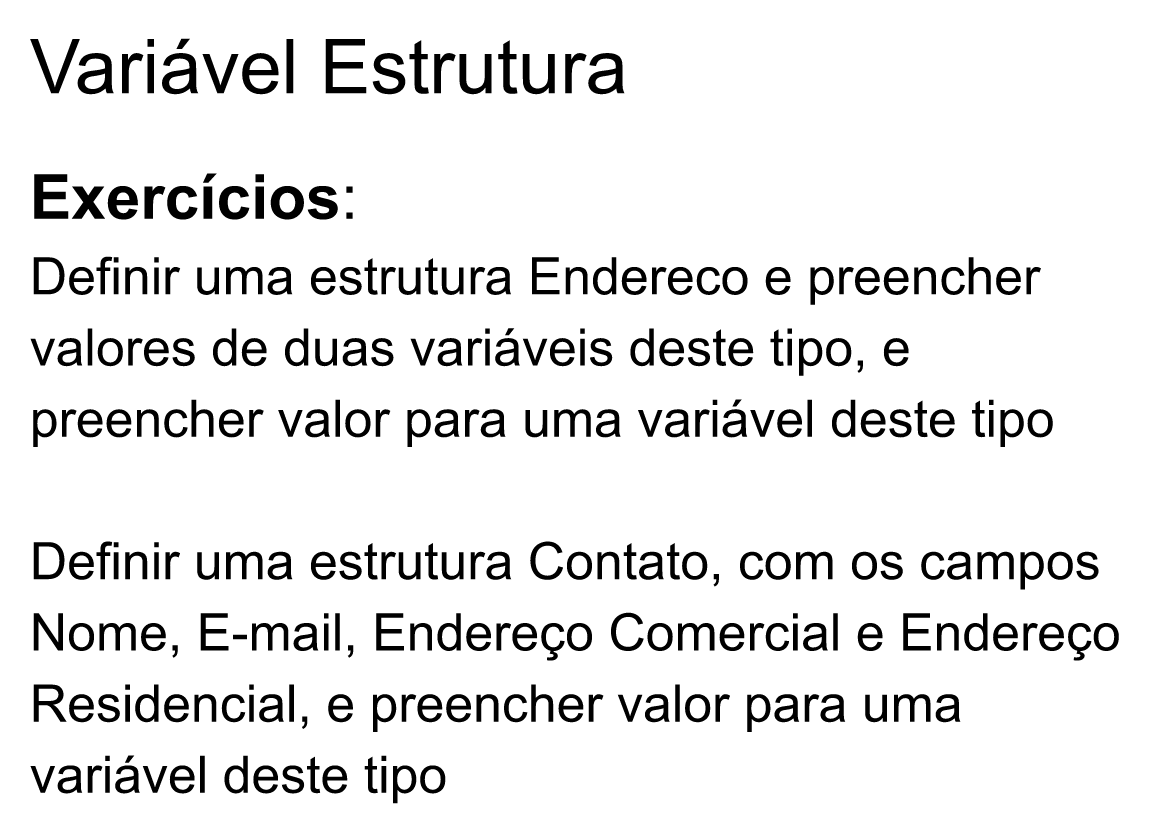 Variável Estrutura
Exercícios:
Definir uma estrutura Endereco e preencher
valores de duas variáveis deste tipo, e
preencher valor para uma variável deste tipo
Definir uma estrutura Contato, com os campos
Nome, E-mail, Endereço Comercial e Endereço
Residencial, e preencher valor para uma
variável deste tipo